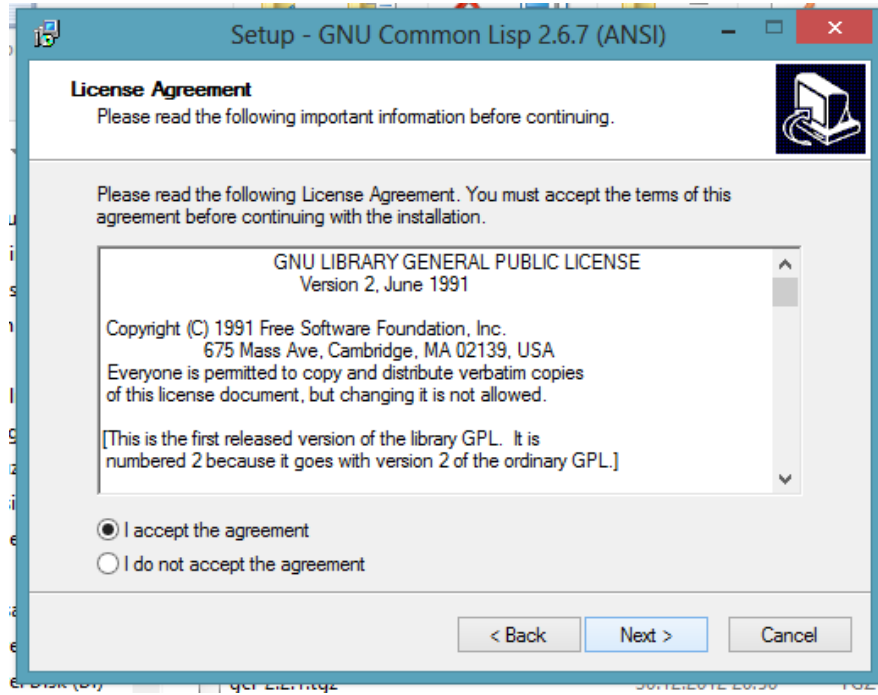 Setup - GNU Common Lisp 2.6.7 (ANSI)
License Agreement
Please read the following important information before continuing.
Please read the following License Agreement. You must accept the terms of this
agreement before continuing with the installation.
GNU LIBRARY GENERAL PUBLIC LICENSE
Version 2, June 1991
Copyright (C) 1991 Free Software Foundation, Inc.
675 Mass Ave, Cambridge, MA 02139, USA
Everyone is permitted to copy and distribute verbatim copies
of this license document, but changing it is not allowed.
[This is the first released version of the library GPL.  It is
numbered 2 because it goes with version 2 of the ordinary GPL.]
I accept the agreement
I do not accept the agreement
< Back
Next >
Cancel